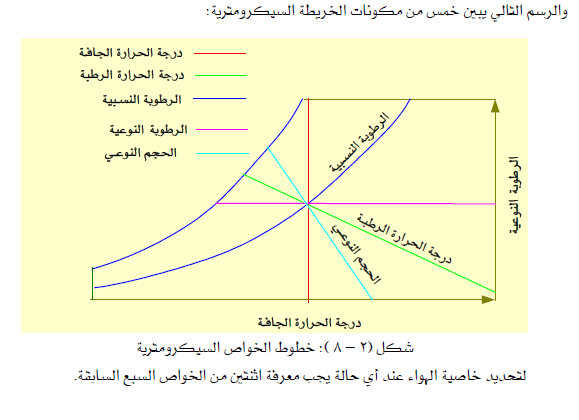 والرسم التالي يبين خمس من مكونات الخريطة السيكرومترية:
درجة الحرارة الجافة
درجة الحرارة الرطبة
الرطوبة النسبية
الرطوبة النوعية
الحجم النوعي
الرطوبة النسبية
الرطوبة النوعية
درجة الحرارة الرطبة
الحجم النوعي
درجة الحرارة الجافة
شكل (٢ – ٨ ): خطوط الخواص السيكرومترية
لتحديد خاصية الهواء عند أي حالة يجب معرفة اثنتين من الخواص السبع السابقة.